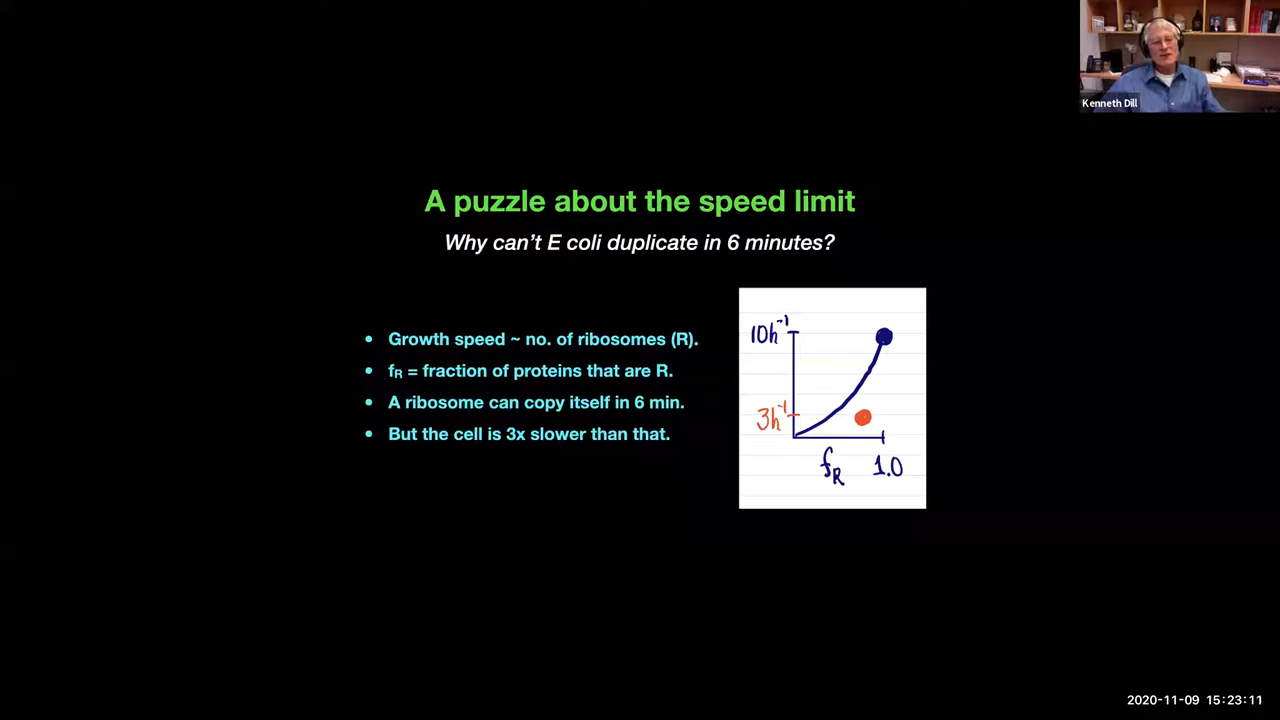 Kenneth Dill
A puzzle about the speed limit
Why can't E coli duplicate in 6 minutes?
• Growth speed ~ no. of ribosomes (R).
• fR = fraction of proteins that are R.
• A ribosome can copy itself in 6 min.
• But the cell is 3x slower than that.
10h⁻¹
3h⁻¹
fR 1.0
2020-11-09 15:23:11